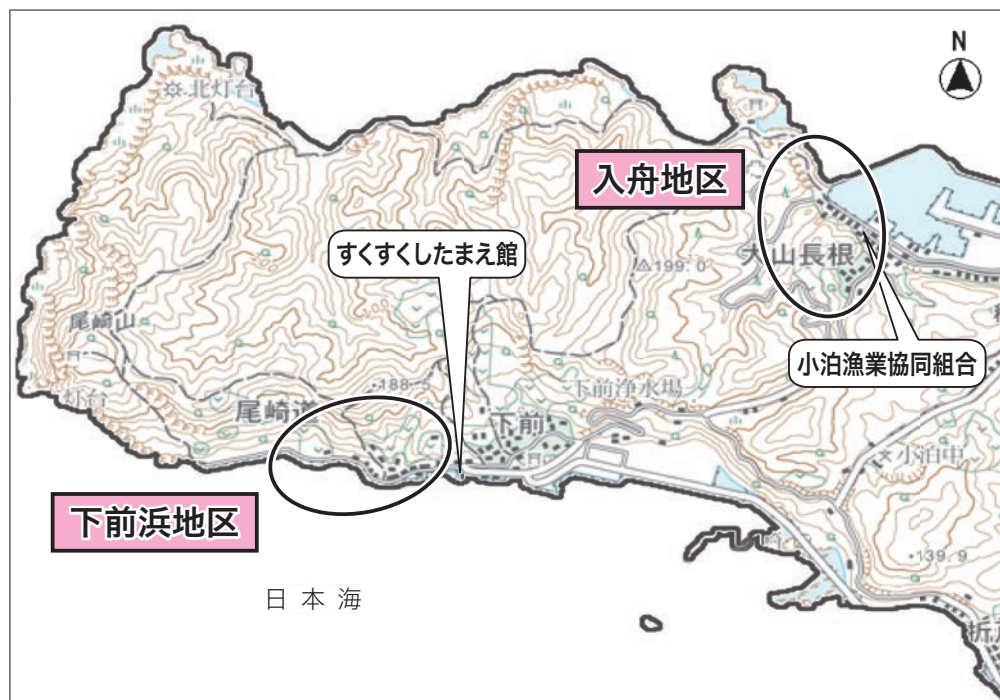 N
北灯台
入舟地区
すくすくしたまえ館
大山長根
199.0
尾崎山
小泊漁業協同組合
灯台
188.5
下前浄水場
尾崎道
下前
小泊中
下前浜地区
139.9
日本海